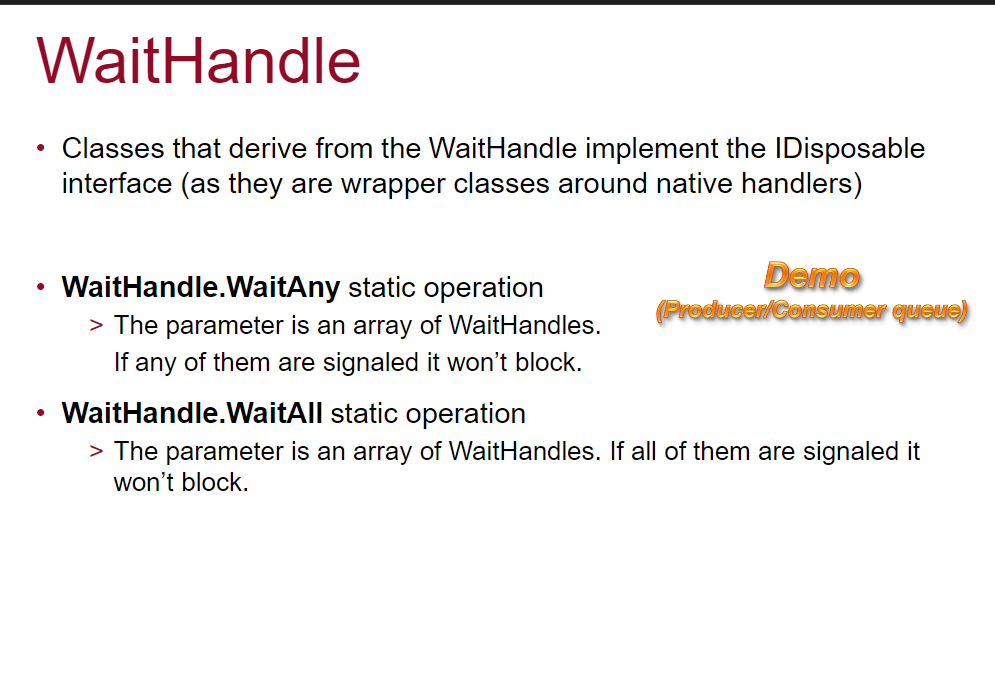 WaitHandle
• Classes that derive from the WaitHandle implement the IDisposable
interface (as they are wrapper classes around native handlers)
• WaitHandle.WaitAny static operation
> The parameter is an array of WaitHandles.
If any of them are signaled it won’t block.
Demo
(Producer/Consumer queue)
• WaitHandle.WaitAll static operation
> The parameter is an array of WaitHandles. If all of them are signaled it
won’t block.